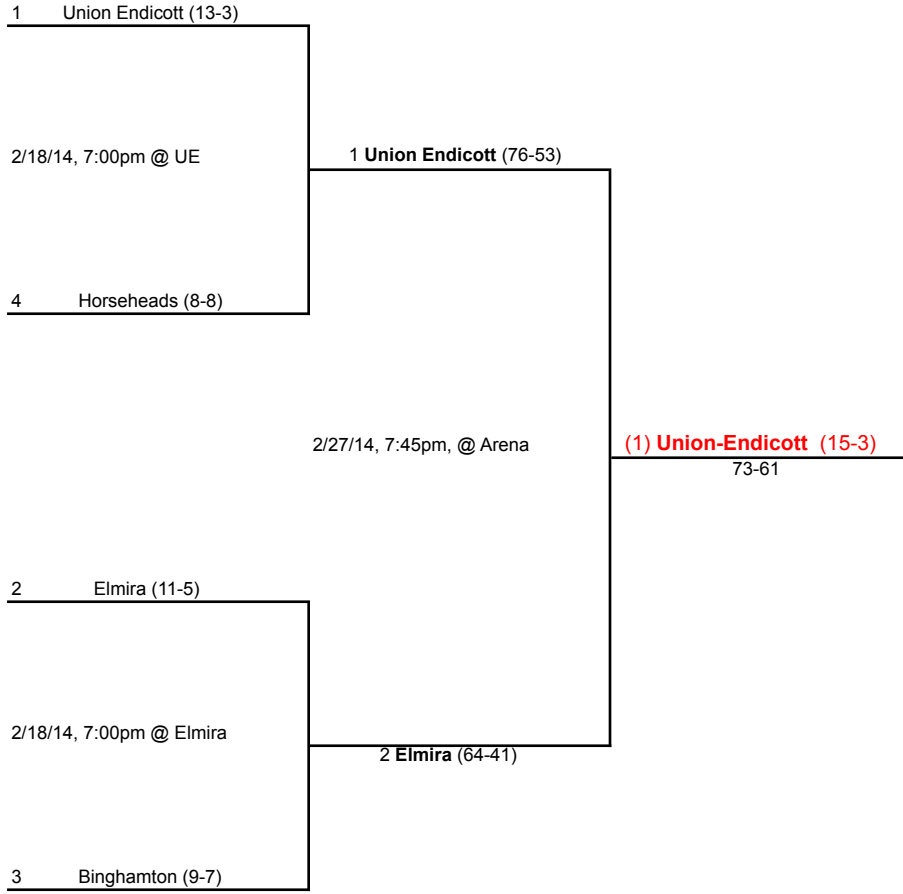 1 Union Endicott (13-3)
2/18/14, 7:00pm @ UE
1 Union Endicott (76-53)
4 Horseheads (8-8)
2/27/14, 7:45pm, @ Arena
(1) Union-Endicott (15-3)
73-61
2 Elmira (11-5)
2/18/14, 7:00pm @ Elmira
2 Elmira (64-41)
3 Binghamton (9-7)